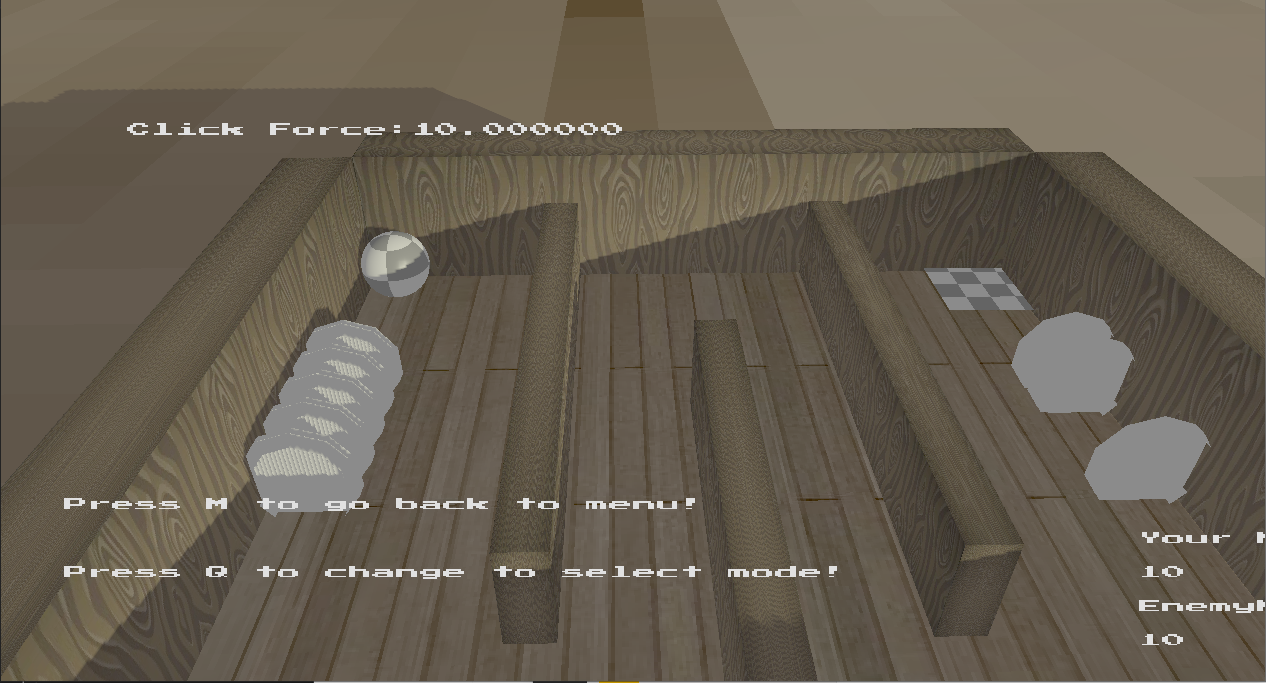 Click Force:10.000000
Press M to go back to menu!
Press Q to change to select mode!
Your
10
Enemy
10